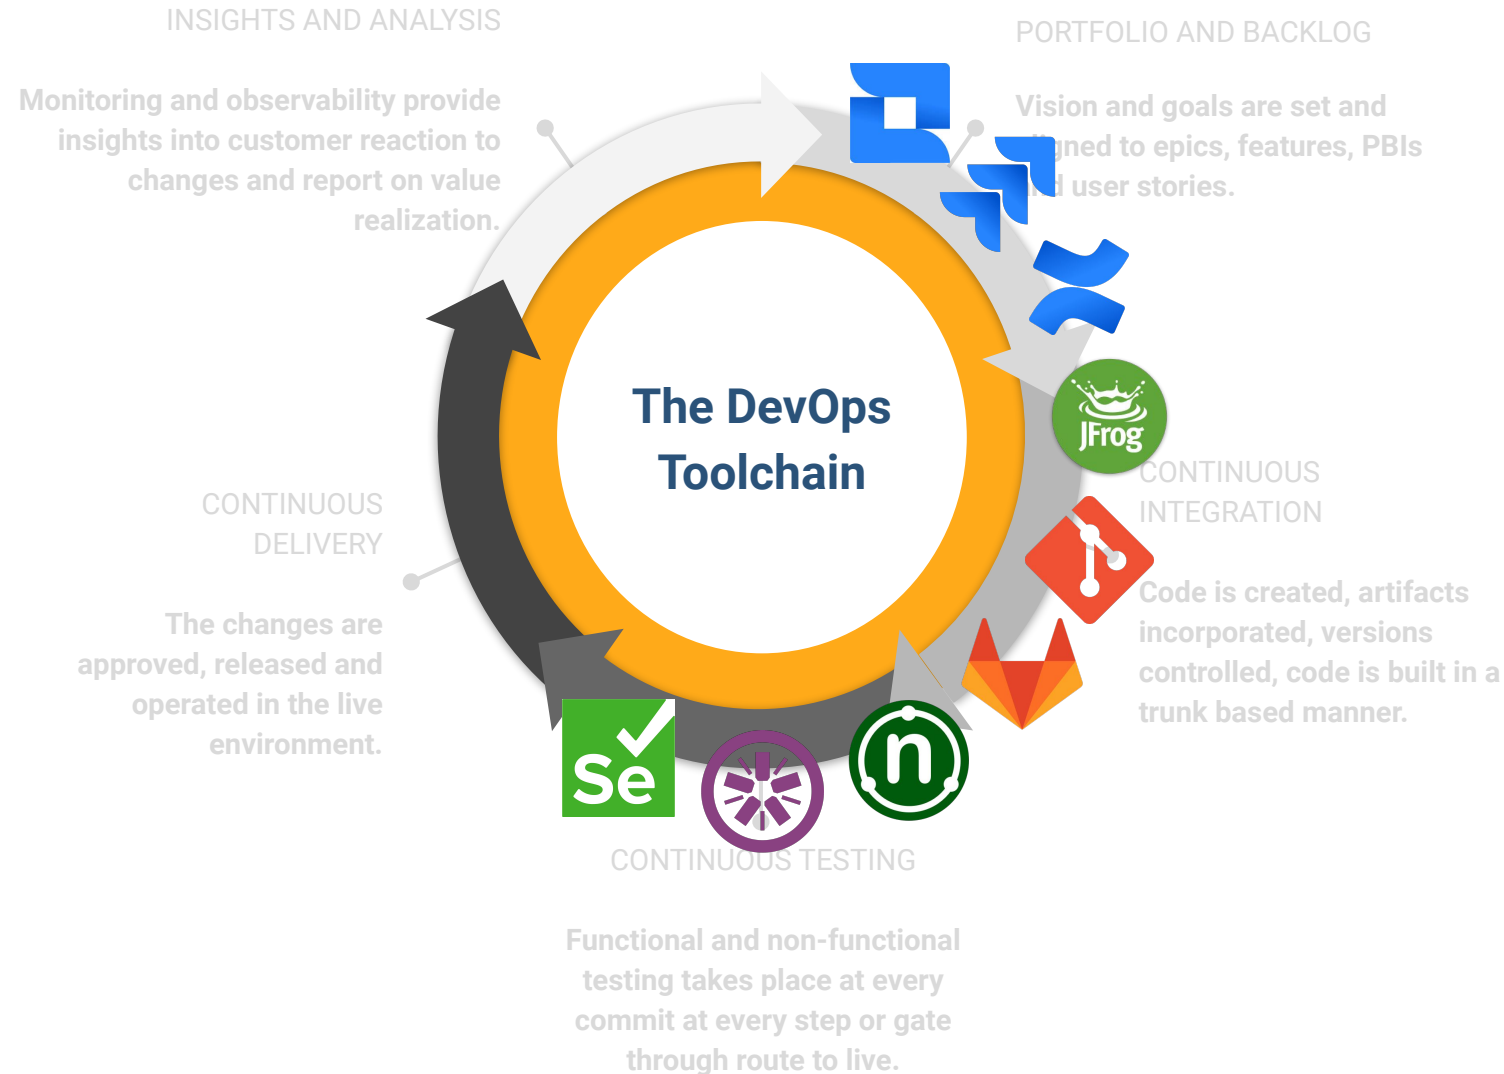 INSIGHTS AND ANALYSIS
Monitoring and observability provide
insights into customer reaction to
changes and report on value
realization.
PORTFOLIO AND BACKLOG
Vision and goals are set and
to epics, features, PBIs
user stories.
The DevOps
Toolchain
JFrog
CONTINUOUS
INTEGRATION
Code is created, artifacts
incorporated, versions
controlled, code is built in a
trunk based manner.
CONTINUOUS
DELIVERY
The changes are
approved, released and
operated in the live
environment.
Se
n
CONTINUOUS TESTING
Functional and non-functional
testing takes place at every
commit at every step or gate
through route to live.